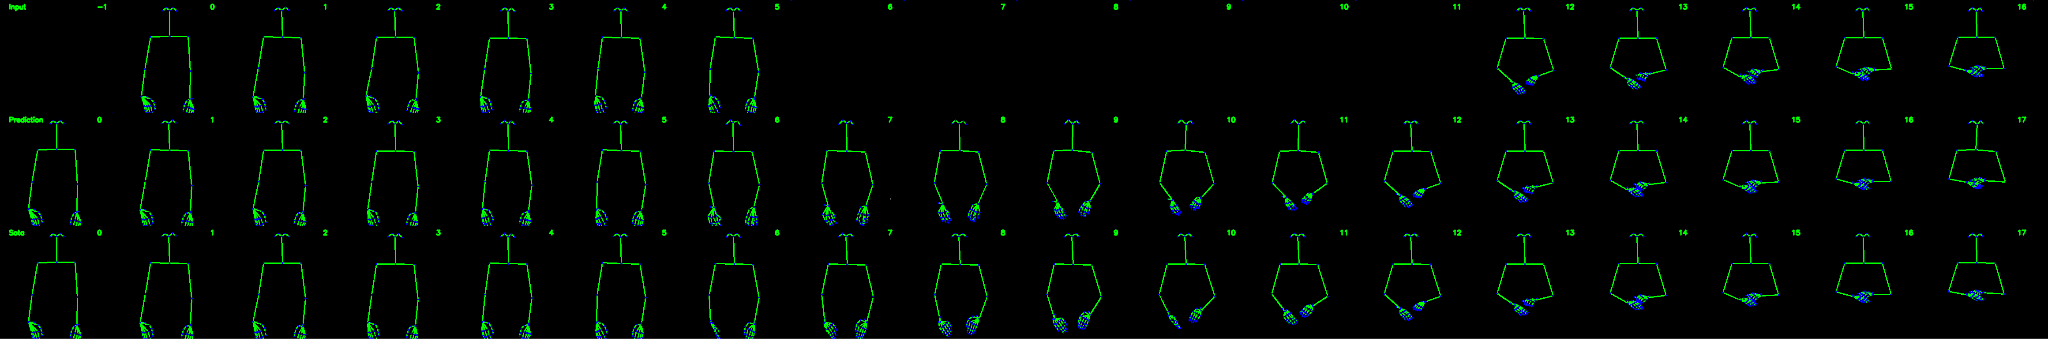 Input -1 0 1 2 3 4 5 6 7 8 9 10 11 12 13 14 15 16
Prediction 0 1 2 3 4 5 6 7 8 9 10 11 12 13 14 15 16 17
Soto 0 1 2 3 4 5 6 7 8 9 10 11 12 13 14 15 16 17